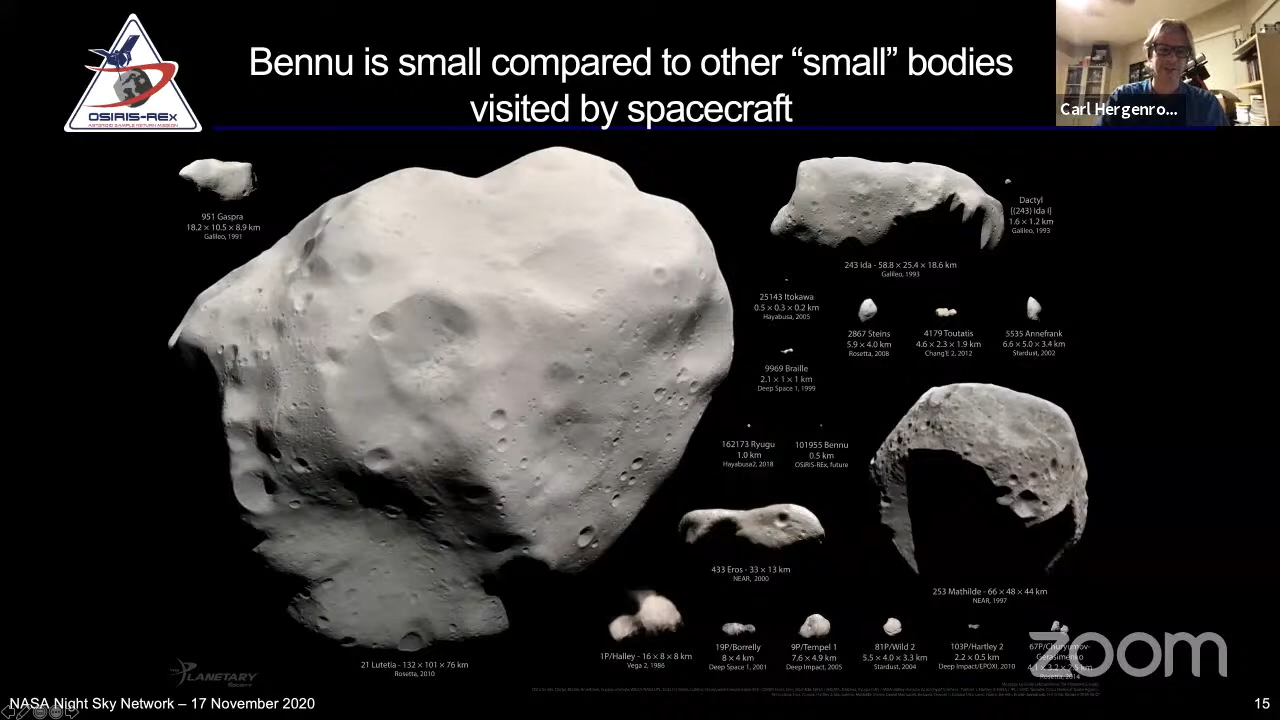 Bennu is small compared to other “small” bodies
visited by spacecraft
OSIRIS-REx
ASTEROID SAMPLE RETURN MISSION
Carl Hergenro...
951 Gaspra
18.2 × 10.5 × 8.9 km
Galileo, 1991
Dactyl
[(243) Ida I]
1.6 × 1.2 km
Galileo, 1993
243 Ida - 58.8 × 25.4 × 18.6 km
Galileo, 1993
25143 Itokawa
0.5 × 0.3 × 0.2 km
Hayabusa, 2005
2867 Steins
5.9 × 4.0 km
Rosetta, 2008
4179 Toutatis
4.6 × 2.3 × 1.9 km
Chang'E 2, 2012
5535 Annefrank
6.6 × 5.0 × 3.4 km
Stardust, 2002
9969 Braille
2.1 × 1 × 1 km
Deep Space 1, 1999
162173 Ryugu
1.0 km
Hayabusa2, 2018
101955 Bennu
0.5 km
OSIRIS-REx, future
433 Eros - 33 × 13 km
NEAR, 2000
253 Mathilde - 66 × 48 × 44 km
NEAR, 1997
21 Lutetia - 132 × 101 × 76 km
Rosetta, 2010
1P/Halley - 16 × 8 × 8 km
Vega 2, 1986
19P/Borrelly
8 × 4 km
Deep Space 1, 2001
9P/Tempel 1
7.6 × 4.9 km
Deep Impact, 2005
81P/Wild 2
5.5 × 4.0 × 3.3 km
Stardust, 2004
103P/Hartley 2
2.2 × 0.5 km
Deep Impact/EPOXI, 2010
67P/Churyumov-
Gerasimenko
Rosetta, 2014
zoom
THE
PLANETARY
Society
NASA Night Sky Network – 17 November 2020
15